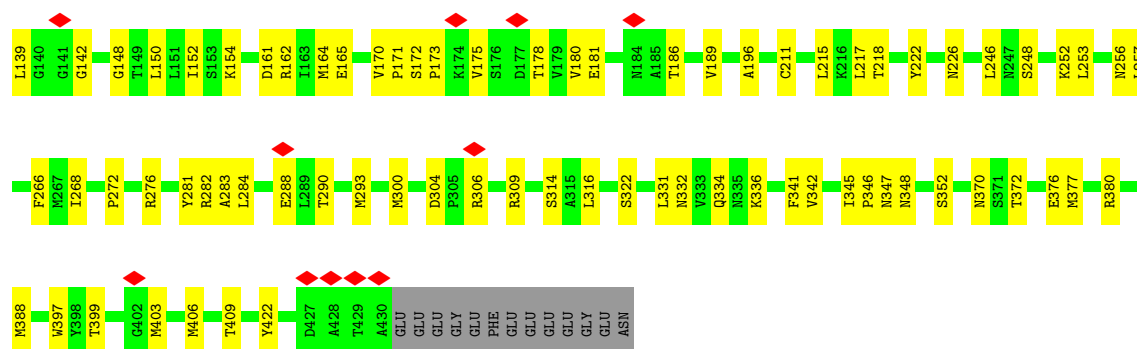 L139 G140 G141 G142 G148 T149 L150 L151 I152 S153 K154 D161 R162 I163 M164 E165 V170 P171 S172 P173 K174 V175 S176 D177 T178 V179 V180 E181 N184 A185 T186 V189 A196 C211 L215 K216 L217 T218 Y222 N226 L246 N247 S248 K252 L253 N256
F266 M267 I268 P272 R276 Y281 R282 A283 L284 E288 L289 T290 M293 M300 D304 P305 R306 R309 S314 A315 L316 S322 L331 N332 V333 Q334 N335 K336 F341 V342 I345 P346 N347 N348 S352 N370 S371 T372 E376 M377 R380
M388 W397 Y398 T399 G402 M403 M406 T409 Y422 D427 A428 T429 A430 GLU GLU GLU GLY GLU PHE GLU GLU GLU GLU GLU GLY GLU ASN